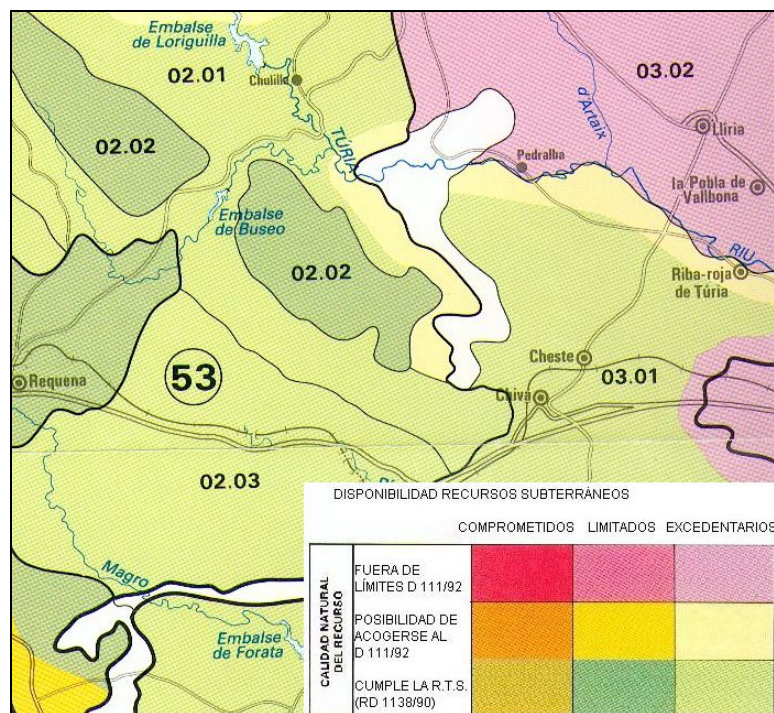 Embalse
de Loriguilla
02.01
Chulilla
03.02
d'Artaix
Llíria
02.02
TÚRIA
Pedralba
la Pobla de
Vallbona
Embalse
de Buseo
02.02
RIU
Riba-roja
de Túria
Requena
53
Cheste
03.01
Chiva
02.03
Magro
Embalse
de Forata
DISPONIBILIDAD RECURSOS SUBTERRÁNEOS
COMPROMETIDOS LIMITADOS EXCEDENTARIOS
CALIDAD NATURAL
DEL RECURSO
FUERA DE
LÍMITES D 111/92
POSIBILIDAD DE
ACOGERSE AL
D 111/92
CUMPLE LA R.T.S.
(RD 1138/90)